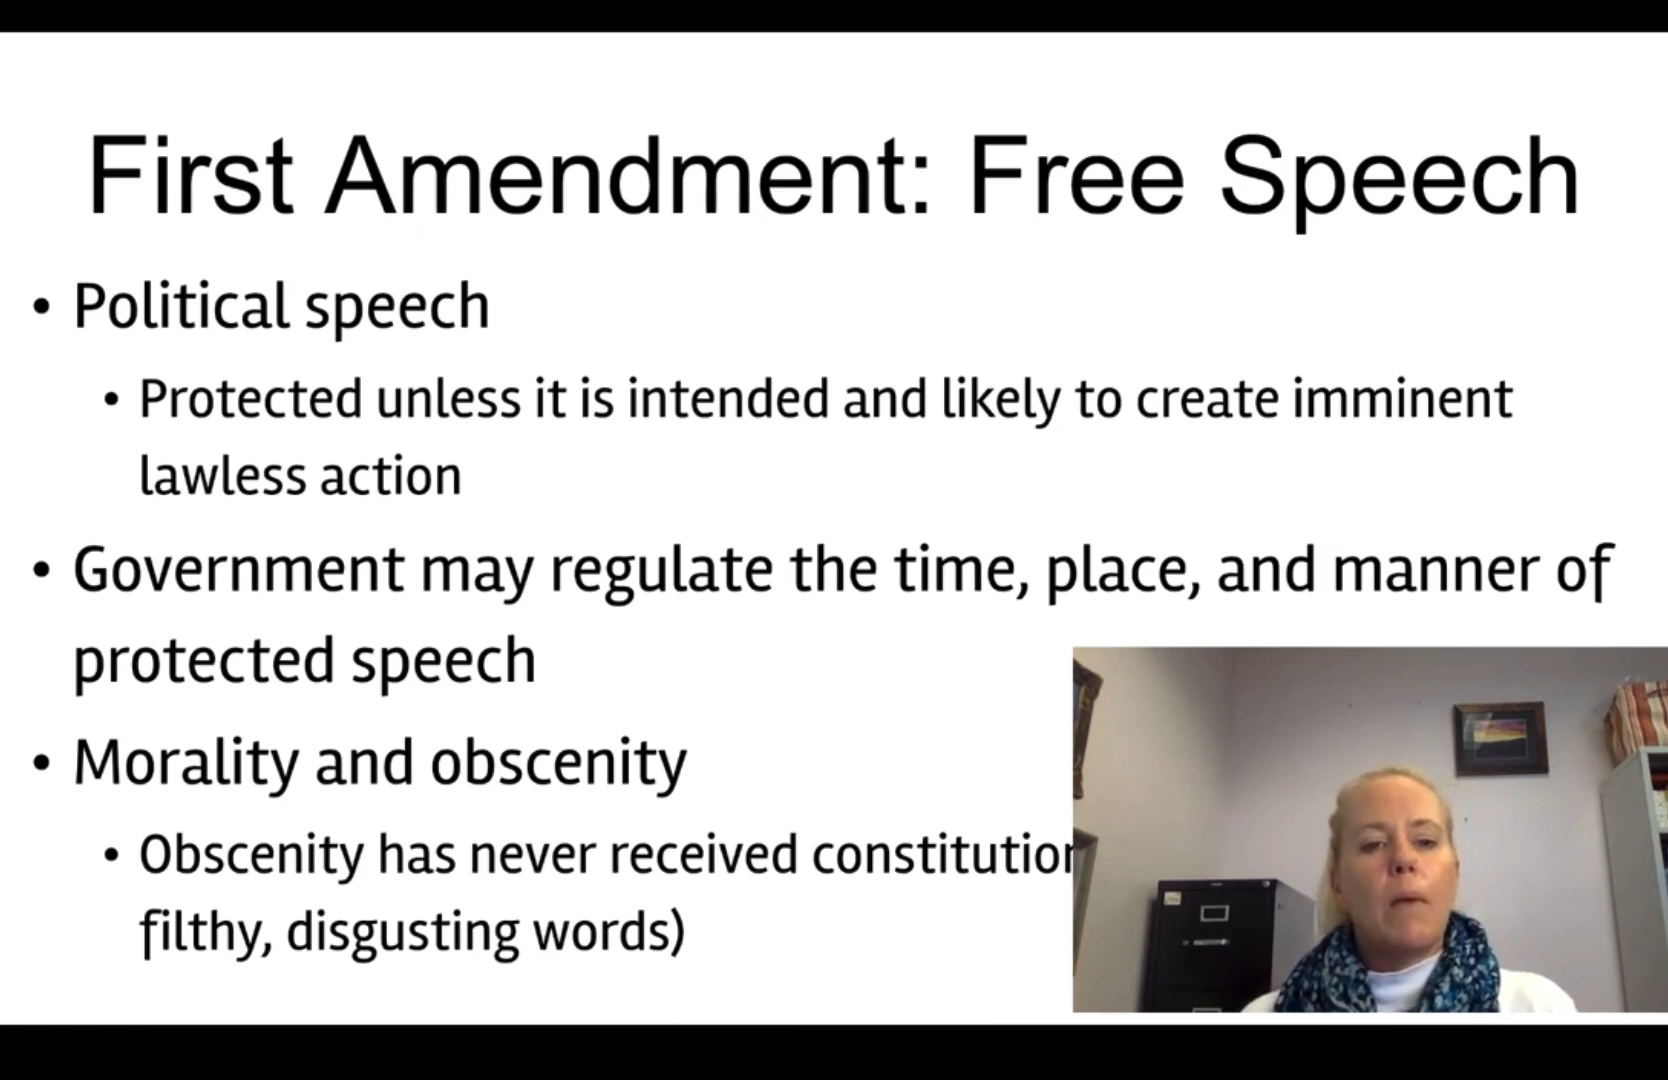 First Amendment: Free Speech
• Political speech
• Protected unless it is intended and likely to create imminent
lawless action
• Government may regulate the time, place, and manner of
protected speech
• Morality and obscenity
• Obscenity has never received
filthy, disgusting words)